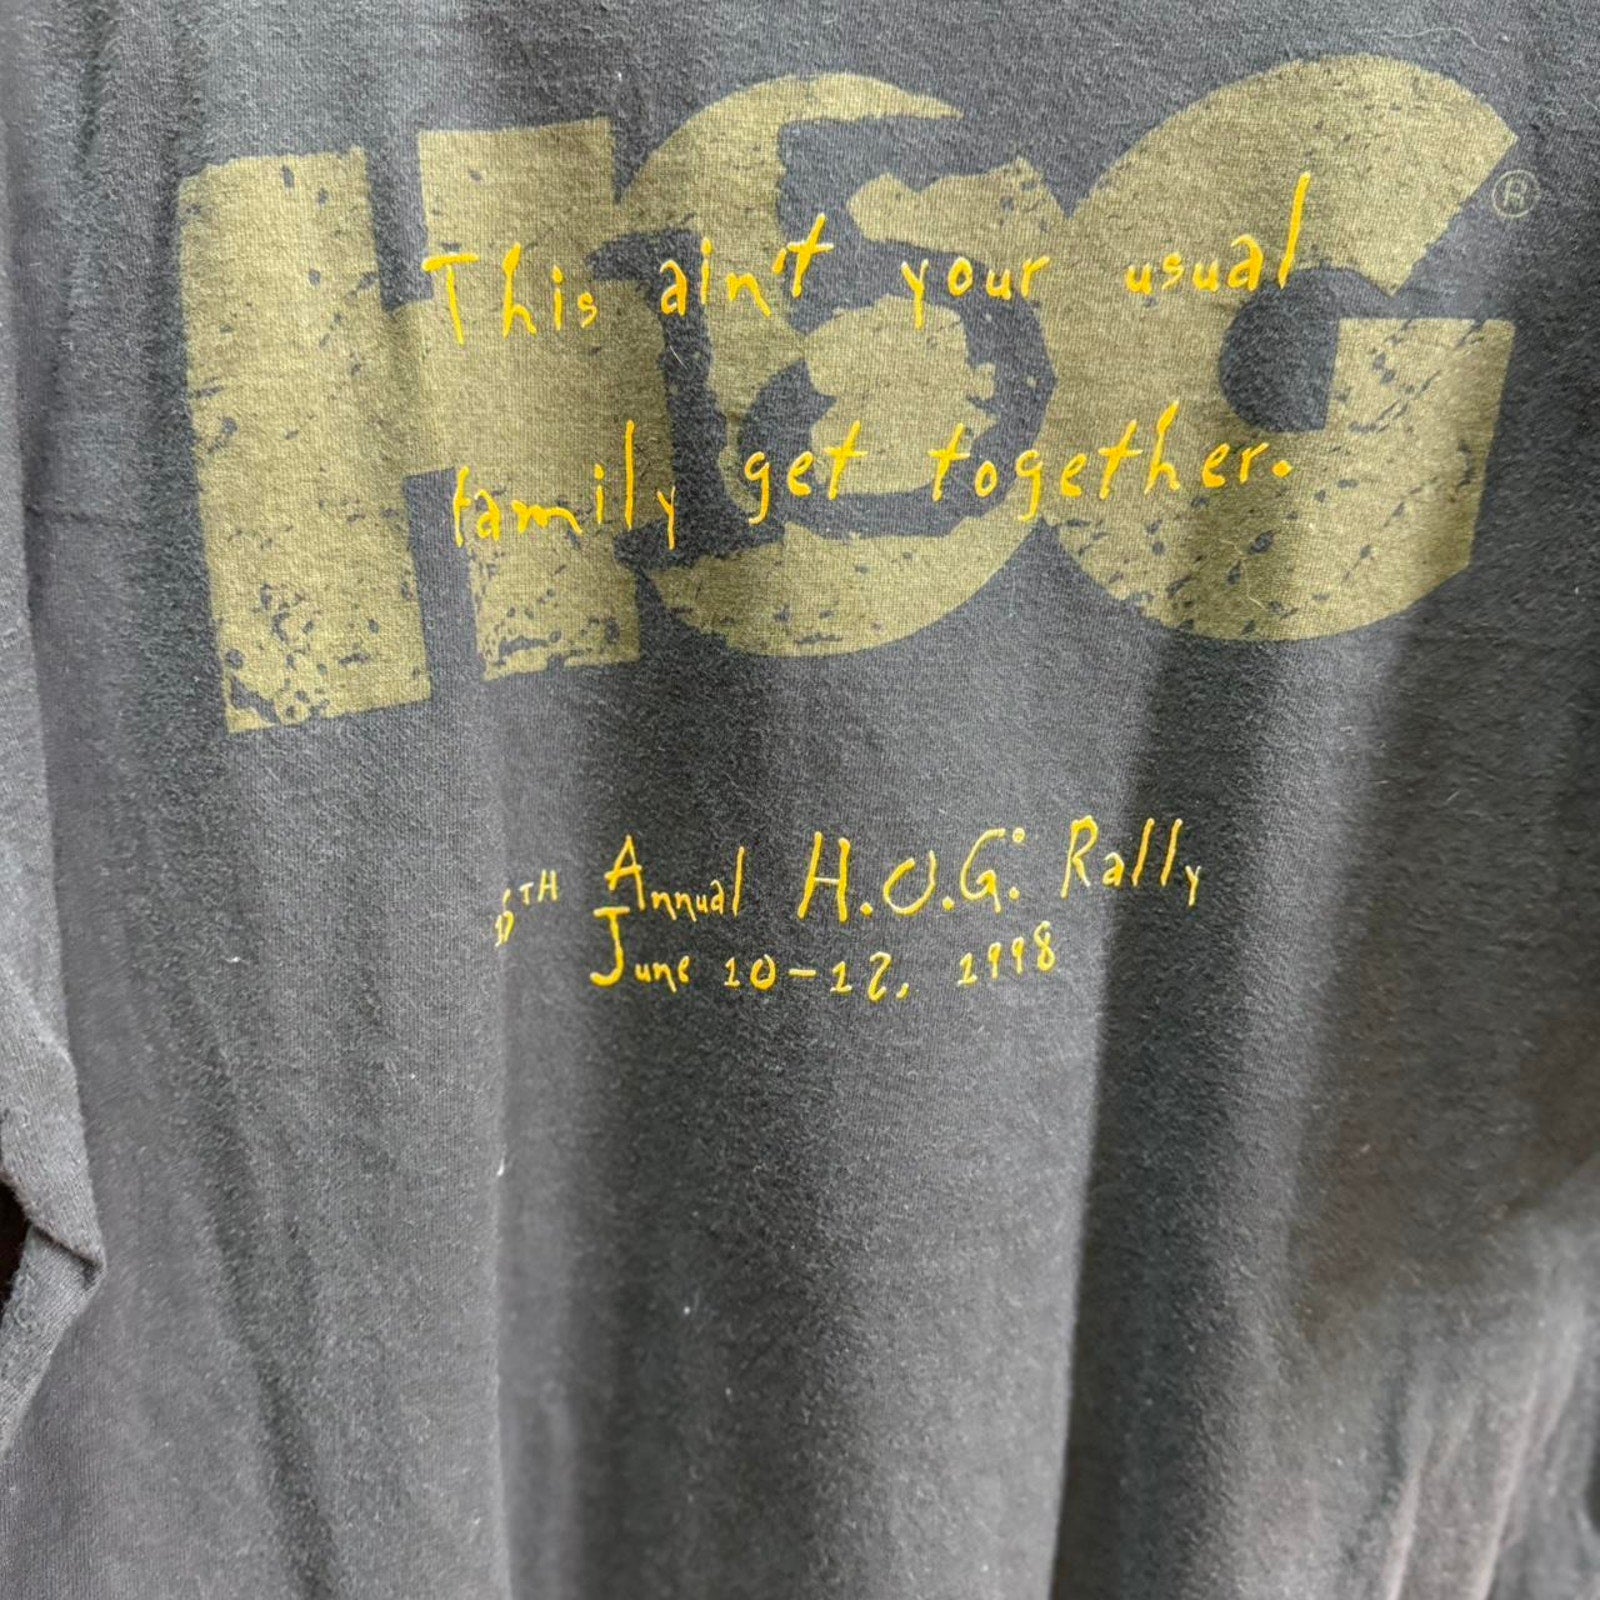 HOG®
This ain't your usual
family get together.
Annual H.O.G. Rally
June 10-12, 1998